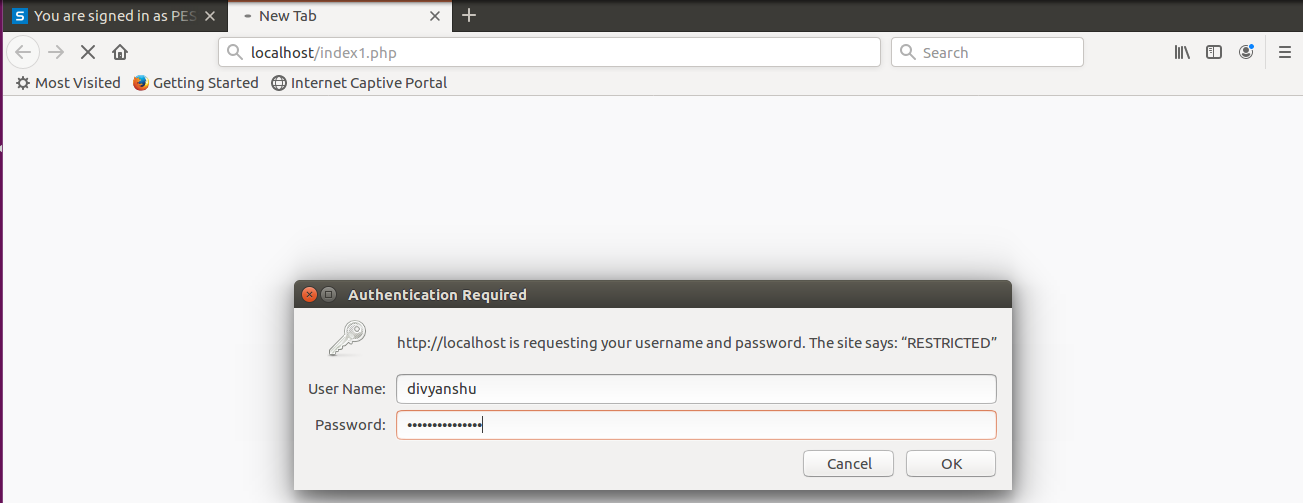 You are signed in as PES
New Tab
localhost/index1.php
Search
Most Visited Getting Started Internet Captive Portal
Authentication Required
http://localhost is requesting your username and password. The site says: “RESTRICTED”
User Name: divyanshu
Password: •••••••••••••••
Cancel OK